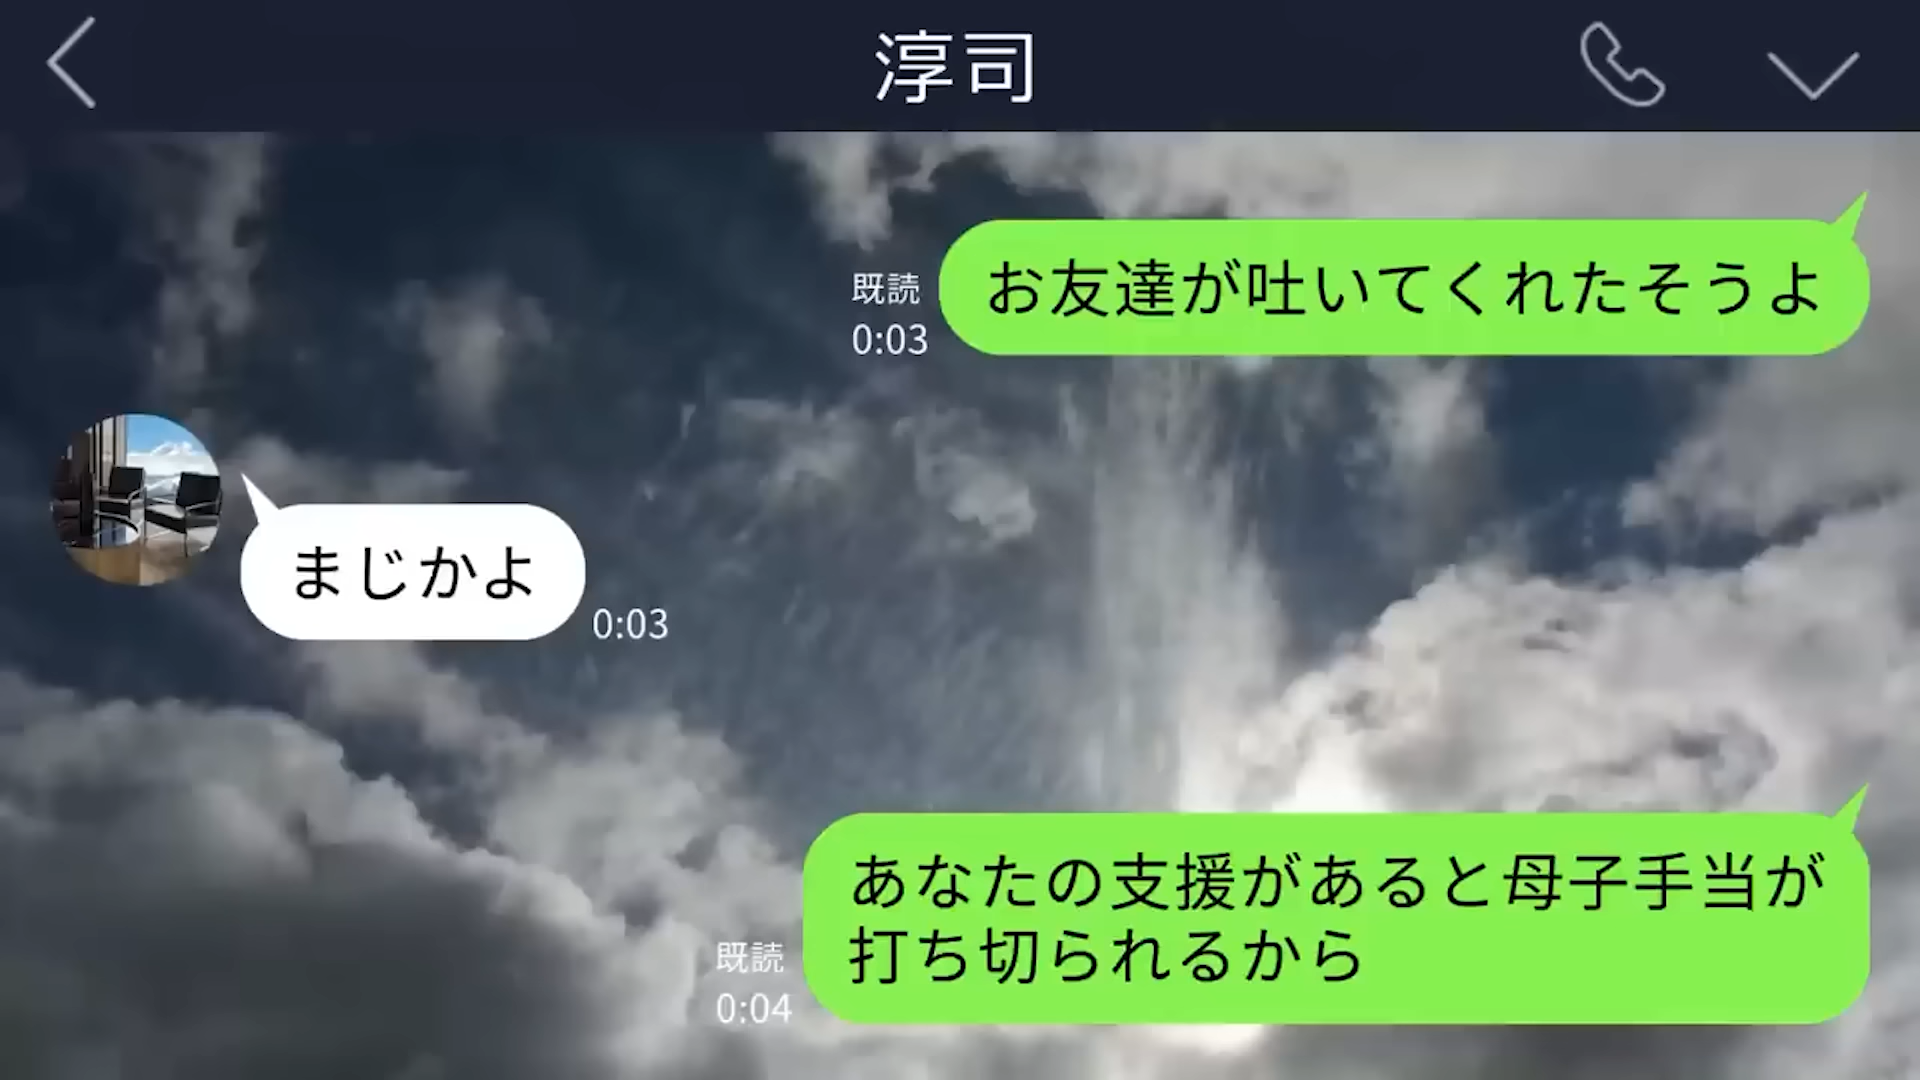 淳司
お友達が吐いてくれたそうよ
既読
0:03
まじかよ
0:03
あなたの支援があると母子手当が
打ち切られるから
既読
0:04